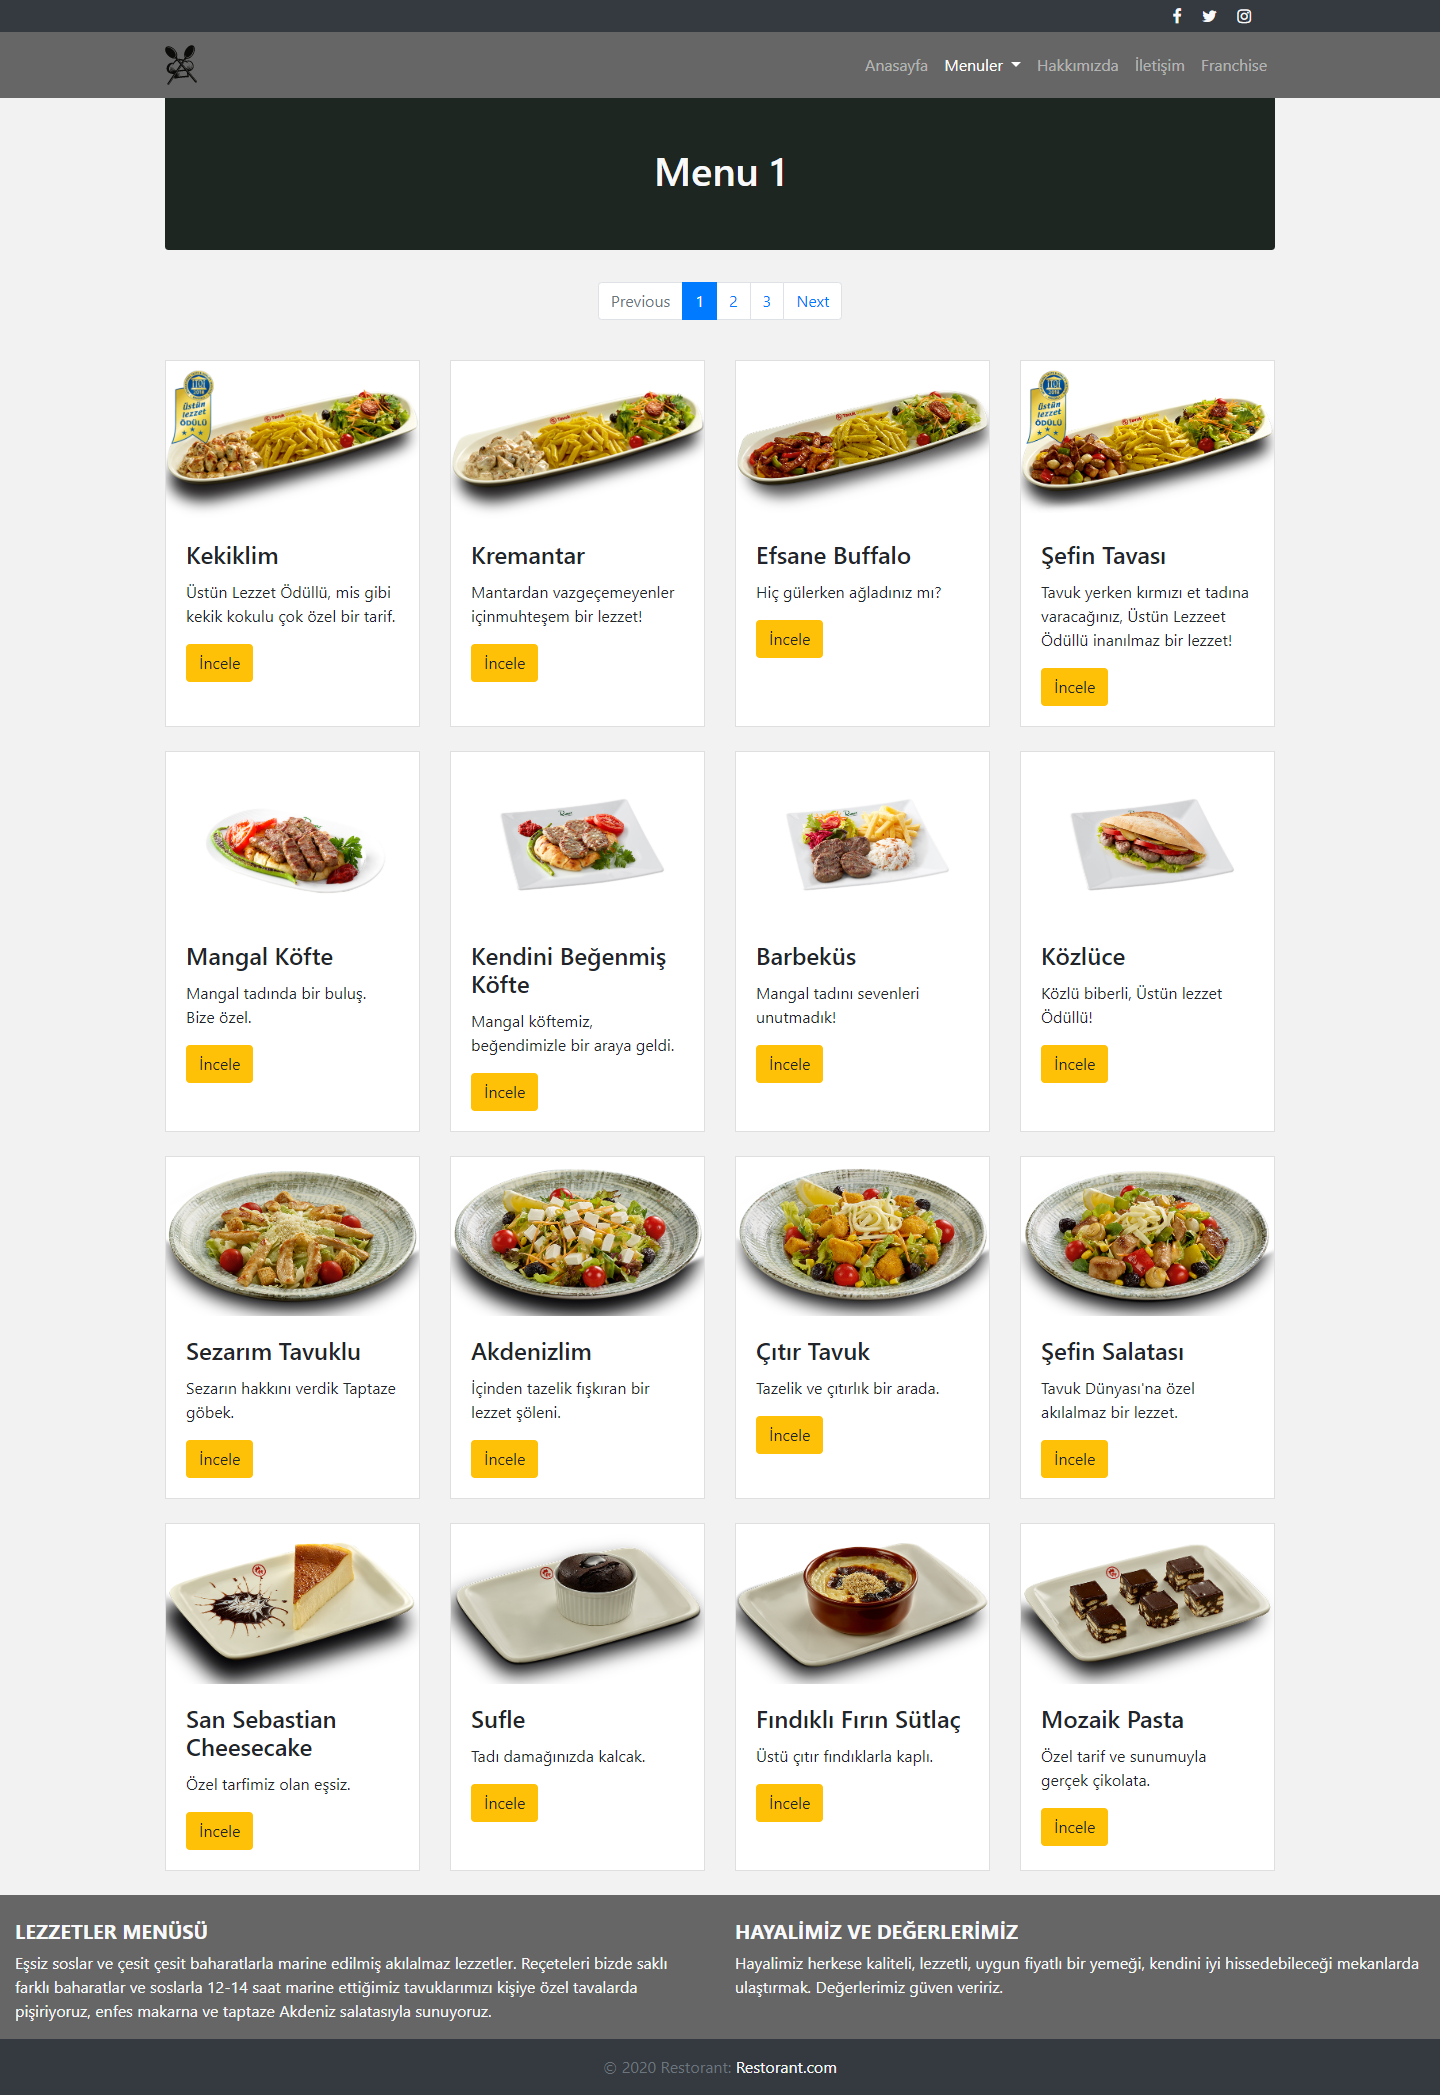 Anasayfa Menuler Hakkımızda İletişim Franchise
Menu 1
Previous 1 2 3 Next
üstün
lezzet
ÖDÜLÜ
üstün
lezzet
ÖDÜLÜ
Kekiklim
Üstün Lezzet Ödüllü, mis gibi
kekik kokulu çok özel bir tarif.
İncele
Kremantar
Mantardan vazgeçemeyenler
içinmuhteşem bir lezzet!
İncele
Efsane Buffalo
Hiç gülerken ağladınız mı?
İncele
Şefin Tavası
Tavuk yerken kırmızı et tadına
varacağınız, Üstün Lezzeet
Ödüllü inanılmaz bir lezzet!
İncele
Mangal Köfte
Mangal tadında bir buluş.
Bize özel.
İncele
Kendini Beğenmiş
Köfte
Mangal köftemiz,
beğendimizle bir araya geldi.
İncele
Barbeküs
Mangal tadını sevenleri
unutmadık!
İncele
Közlüce
Közlü biberli, Üstün lezzet
Ödüllü!
İncele
Sezarım Tavuklu
Sezarın hakkını verdik Taptaze
göbek.
İncele
Akdenizlim
İçinden tazelik fışkıran bir
lezzet şöleni.
İncele
Çıtır Tavuk
Tazelik ve çıtırlık bir arada.
İncele
Şefin Salatası
Tavuk Dünyası'na özel
akılalmaz bir lezzet.
İncele
San Sebastian
Cheesecake
Özel tarfimiz olan eşsiz.
İncele
Sufle
Tadı damağınızda kalcak.
İncele
Fındıklı Fırın Sütlaç
Üstü çıtır fındıklarla kaplı.
İncele
Mozaik Pasta
Özel tarif ve sunumuyla
gerçek çikolata.
İncele
LEZZETLER MENÜSÜ
Eşsiz soslar ve çesit çesit baharatlarla marine edilmiş akılalmaz lezzetler. Reçeteleri bizde saklı
farklı baharatlar ve soslarla 12-14 saat marine ettiğimiz tavuklarımızı kişiye özel tavalarda
pişiriyoruz, enfes makarna ve taptaze Akdeniz salatasıyla sunuyoruz.
HAYALİMİZ VE DEĞERLERİMİZ
Hayalimiz herkese kaliteli, lezzetli, uygun fiyatlı bir yemeği, kendini iyi hissedebileceği mekanlarda
ulaştırmak. Değerlerimiz güven veririz.
© 2020 Restorant: Restorant.com